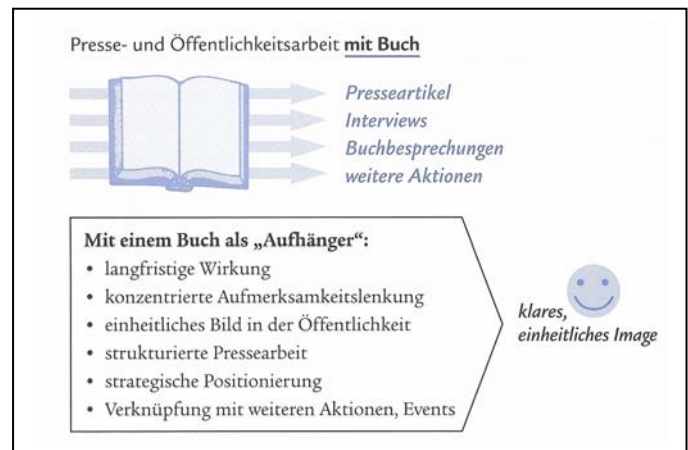 Presse- und Öffentlichkeitsarbeit mit Buch
Presseartikel
Interviews
Buchbesprechungen
weitere Aktionen
Mit einem Buch als „Aufhänger“:
• langfristige Wirkung
• konzentrierte Aufmerksamkeitslenkung
• einheitliches Bild in der Öffentlichkeit
• strukturierte Pressearbeit
• strategische Positionierung
• Verknüpfung mit weiteren Aktionen, Events
klares,
einheitliches Image